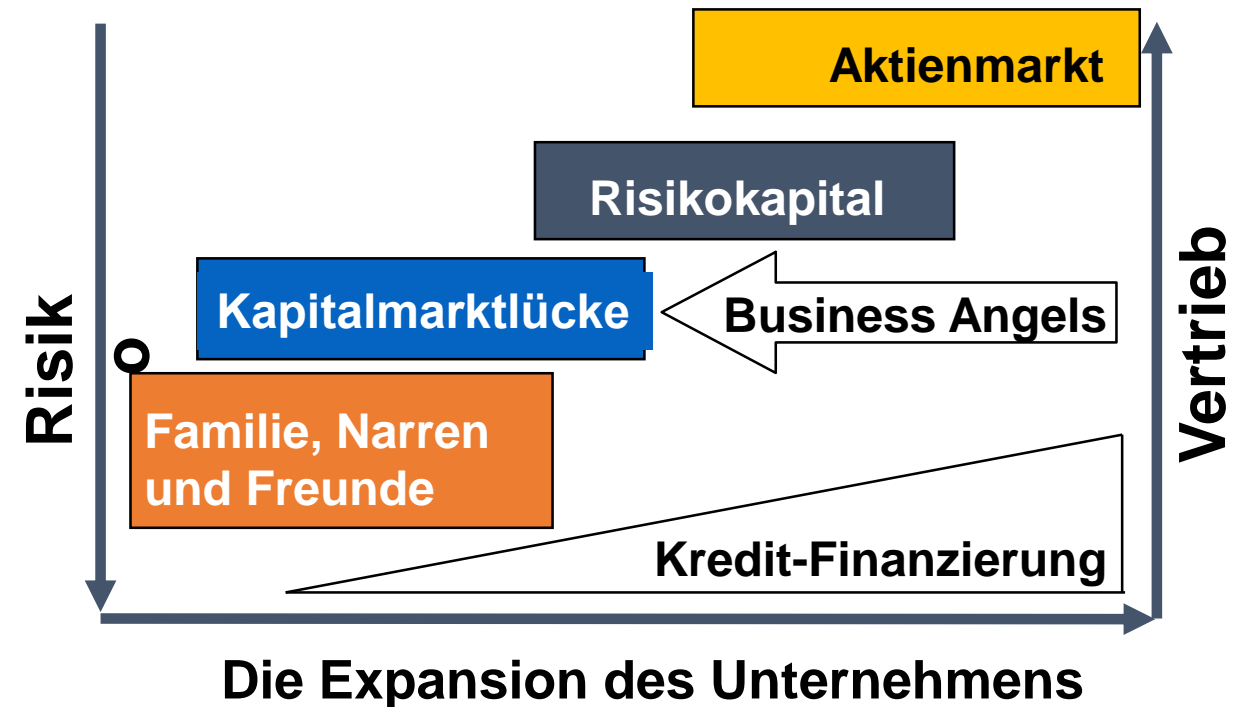 Aktienmarkt
Risikokapital
Kapitalmarktlücke
Business Angels
Familie, Narren
und Freunde
Kredit-Finanzierung
Risik
o
Vertrieb
Die Expansion des Unternehmens